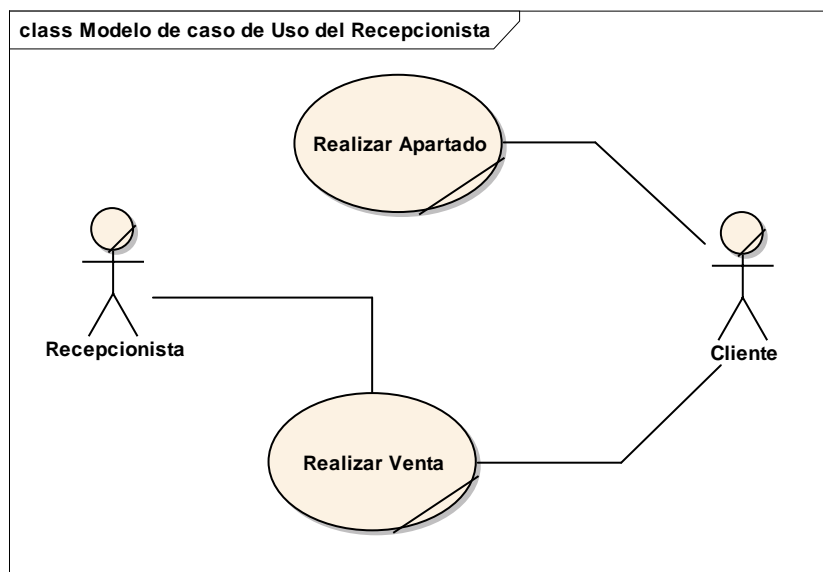 class Modelo de caso de Uso del Recepcionista
Realizar Apartado
Recepcionista
Cliente
Realizar Venta